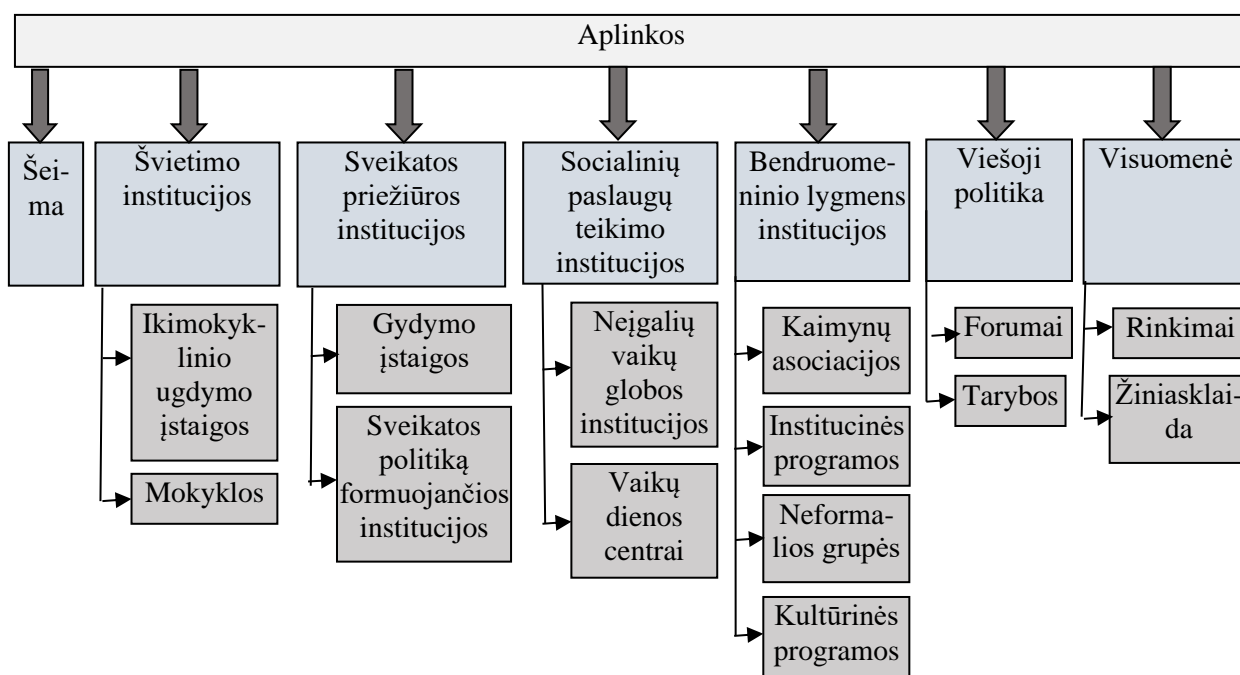 Aplinkos
Šei-
ma
Švietimo
institucijos
Sveikatos
priežiūros
institucijos
Socialinių
paslaugų
teikimo
institucijos
Bendruome-
ninio lygmens
institucijos
Viešoji
politika
Visuomenė
Ikimokyk-
linio
ugdymo
įstaigos
Mokyklos
Gydymo
įstaigos
Sveikatos
politiką
formuojančios
institucijos
Neįgalių
vaikų
globos
institucijos
Vaikų
dienos
centrai
Kaimynų
asociacijos
Institucinės
programos
Neforma-
lios grupės
Kultūrinės
programos
Forumai
Tarybos
Rinkimai
Žiniasklai-
da